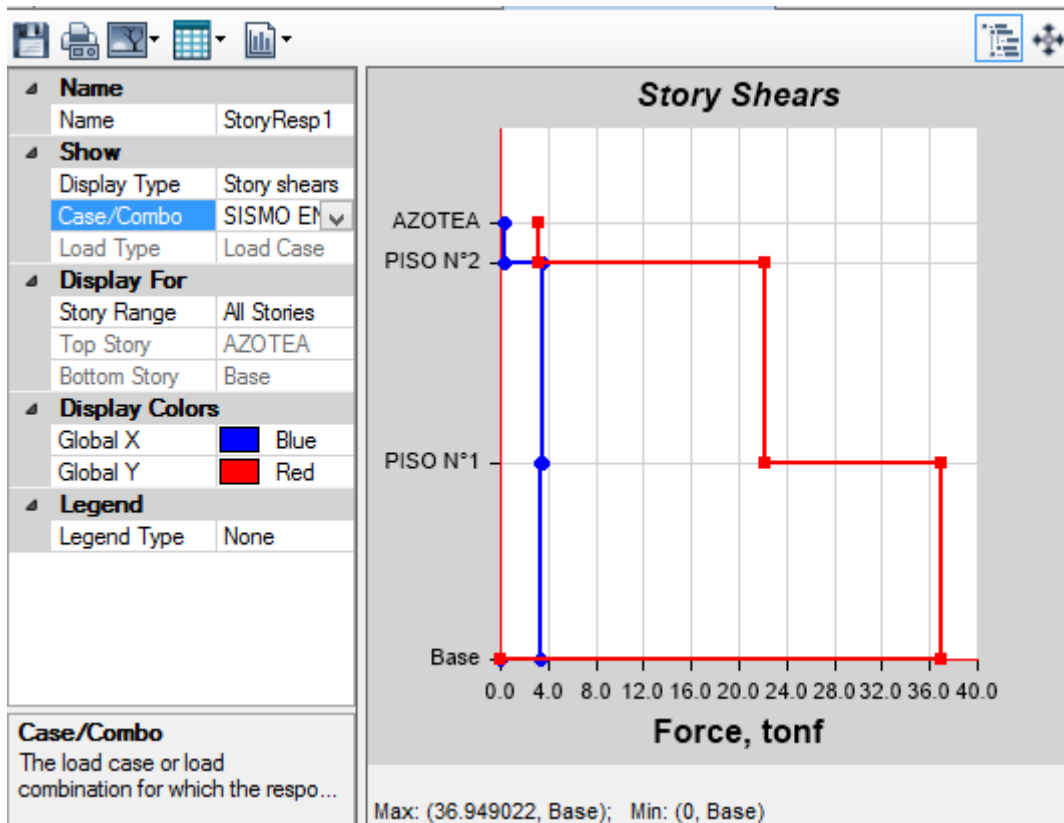 Name
Name StoryResp1
Show
Display Type Story shears
Case/Combo SISMO EN
Load Type Load Case
Display For
Story Range All Stories
Top Story AZOTEA
Bottom Story Base
Display Colors
Global X Blue
Global Y Red
Legend
Legend Type None
Case/Combo
The load case or load
combination for which the respo...
Story Shears
AZOTEA
PISO N°2
PISO N°1
Base
0.0 4.0 8.0 12.0 16.0 20.0 24.0 28.0 32.0 36.0 40.0
Force, tonf
Max: (36.949022, Base); Min: (0, Base)